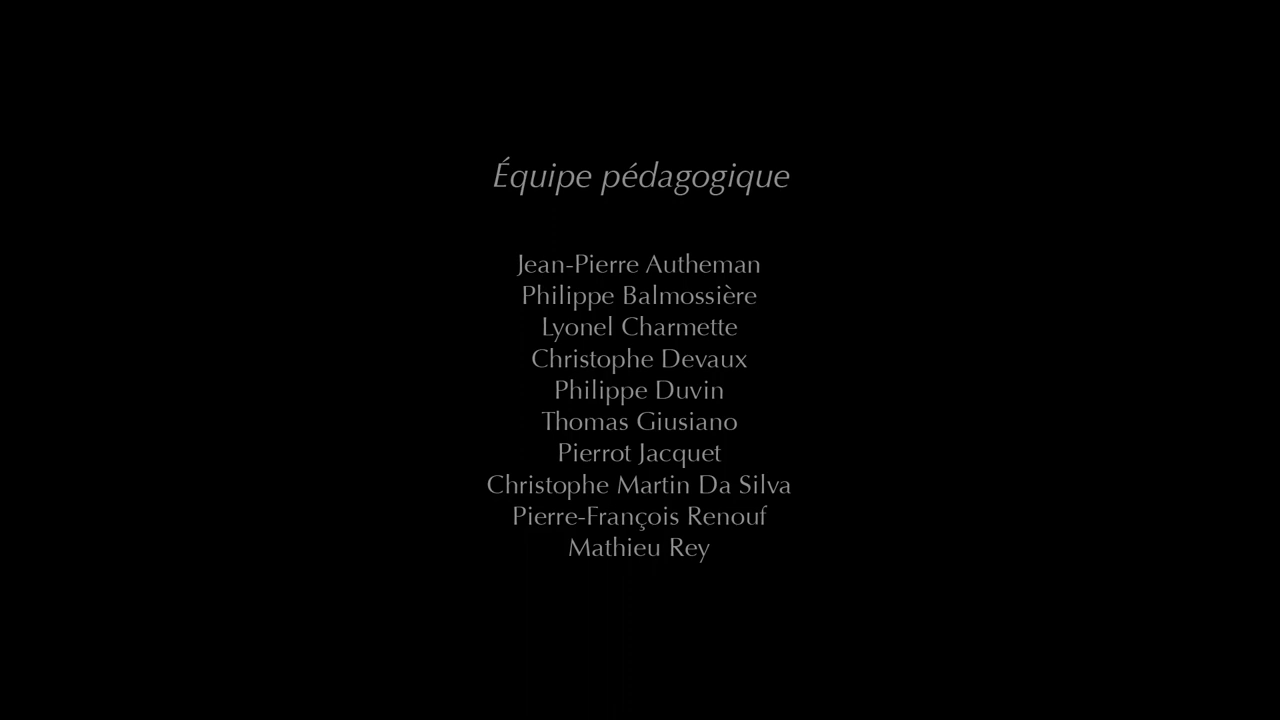 Équipe pédagogique
Jean-Pierre Autheman
Philippe Balmossière
Lyonel Charmette
Christophe Devaux
Philippe Duvin
Thomas Giusiano
Pierrot Jacquet
Christophe Martin Da Silva
Pierre-François Renouf
Mathieu Rey